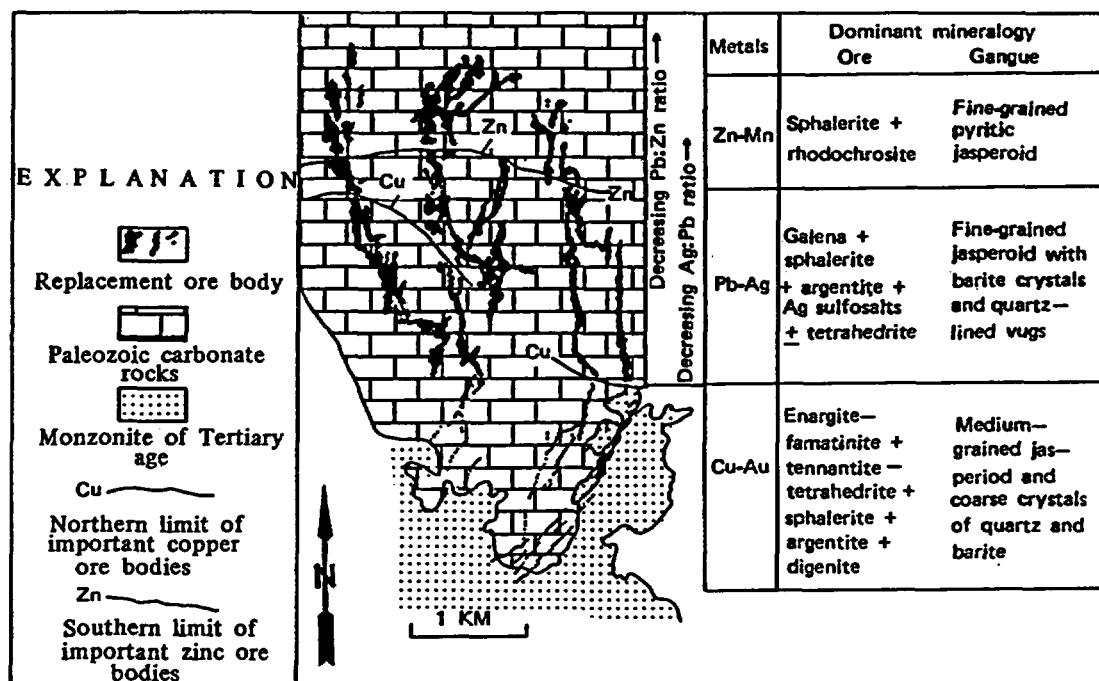 EXPLANATION
Replacement ore body
Paleozoic carbonate
rocks
Monzonite of Tertiary
age
Cu
Northern limit of
important copper
ore bodies
Zn
Southern limit of
important zinc ore
bodies
Zn
Cu
Zn
Cu
N
1 KM
Decreasing Pb:Zn ratio →
Decreasing Ag:Pb ratio →
Metals
Dominant mineralogy
Ore Gangue
Zn-Mn
Sphalerite +
rhodochrosite
Fine-grained
pyritic
jasperoid
Pb-Ag
Galena +
sphalerite
+ argentite +
Ag sulfosalts
± tetrahedrite
Fine-grained
jasperoid with
barite crystals
and quartz-
lined vugs
Cu-Au
Enargite-
famatinite +
tennantite -
tetrahedrite +
sphalerite +
argentite +
digenite
Medium-
grained jas-
period and
coarse crystals
of quartz and
barite